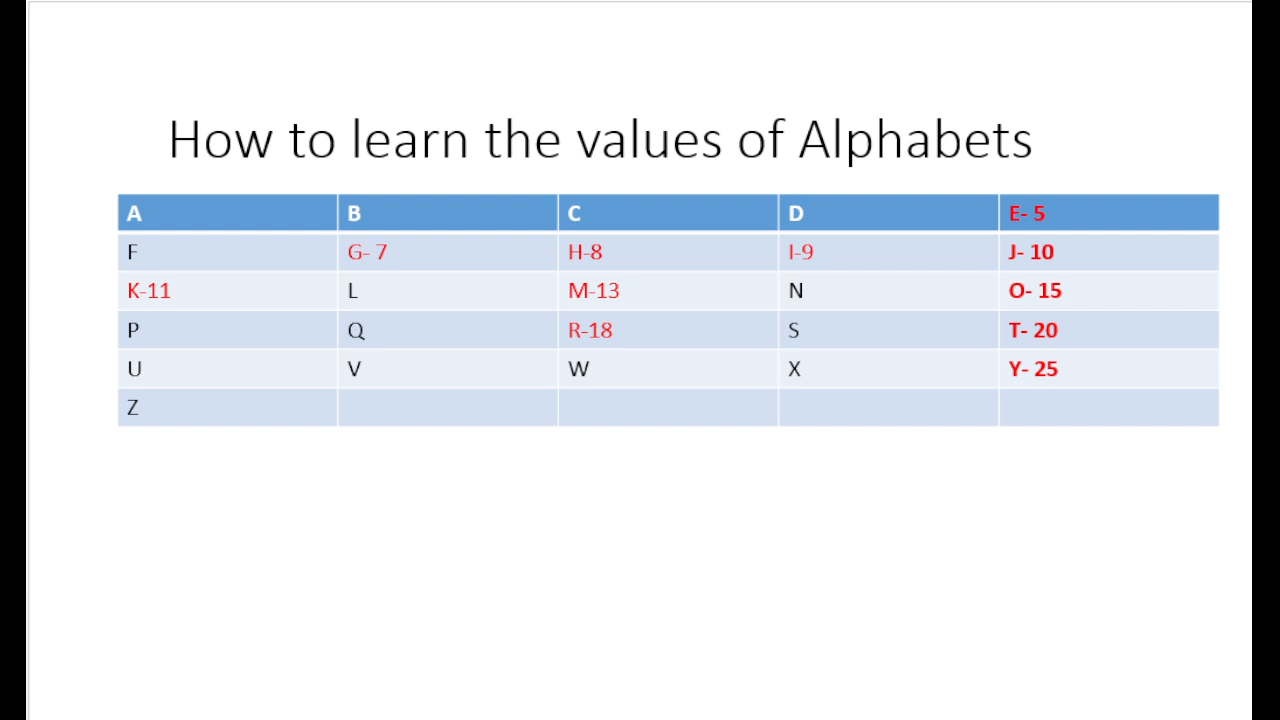 How to learn the values of Alphabets
A B C D E- 5
F G- 7 H-8 I-9 J- 10
K-11 L M-13 N O- 15
P Q R-18 S T- 20
U V W X Y- 25
Z